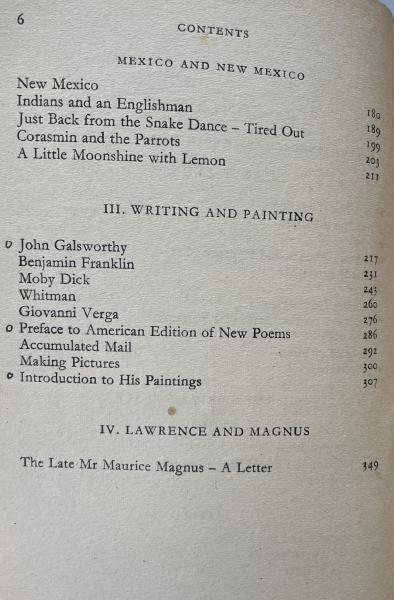 6
CONTENTS
MEXICO AND NEW MEXICO
New Mexico 180
Indians and an Englishman 189
Just Back from the Snake Dance – Tired Out 199
Corasmin and the Parrots 203
A Little Moonshine with Lemon 211
III. WRITING AND PAINTING
o John Galsworthy 217
Benjamin Franklin 231
Moby Dick 243
Whitman 260
Giovanni Verga 276
o Preface to American Edition of New Poems 286
Accumulated Mail 292
Making Pictures 300
o Introduction to His Paintings 307
IV. LAWRENCE AND MAGNUS
The Late Mr Maurice Magnus – A Letter 349